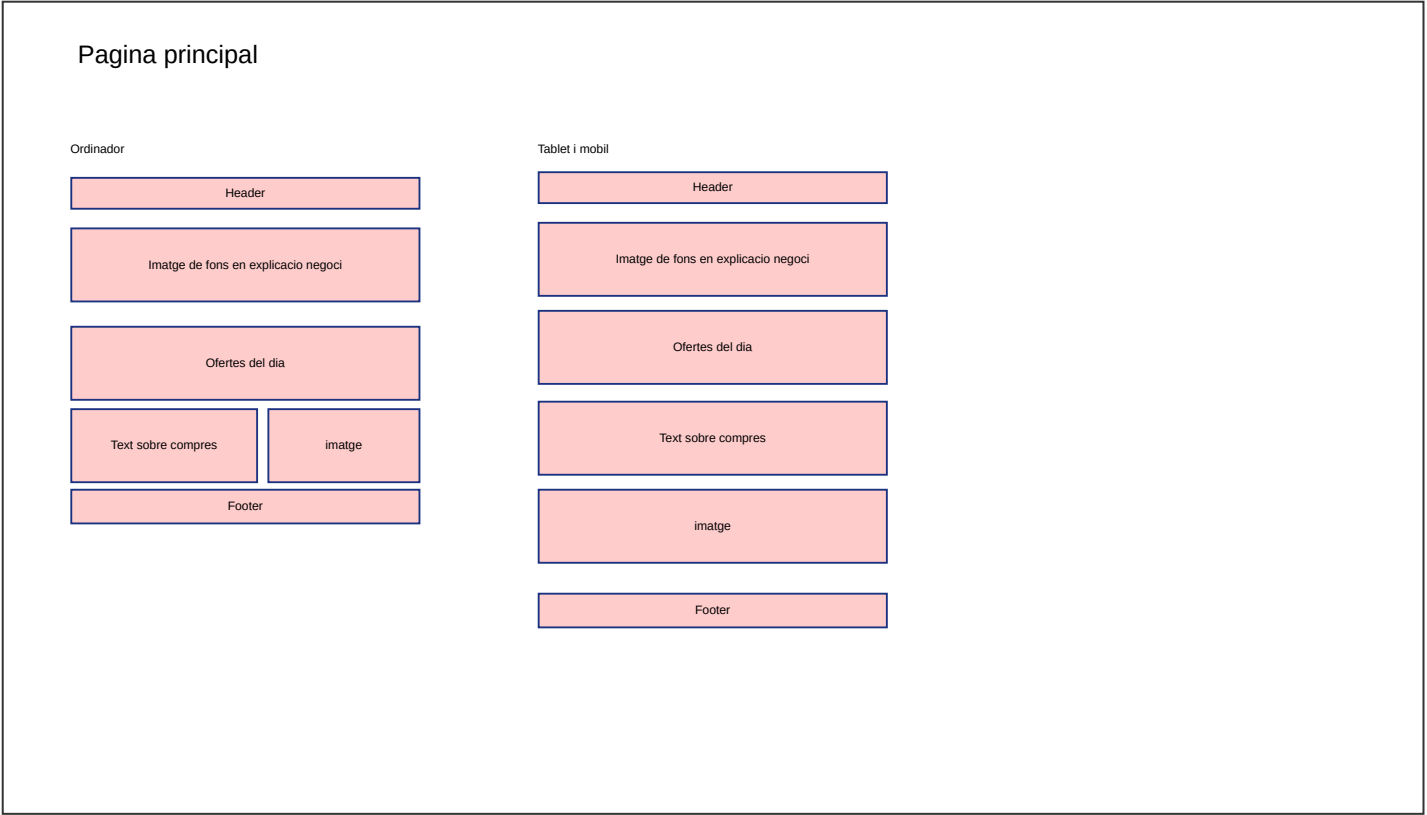 Pagina principal
Ordinador
Header
Imatge de fons en explicacio negoci
Ofertes del dia
Text sobre compres
imatge
Footer
Tablet i mobil
Header
Imatge de fons en explicacio negoci
Ofertes del dia
Text sobre compres
imatge
Footer